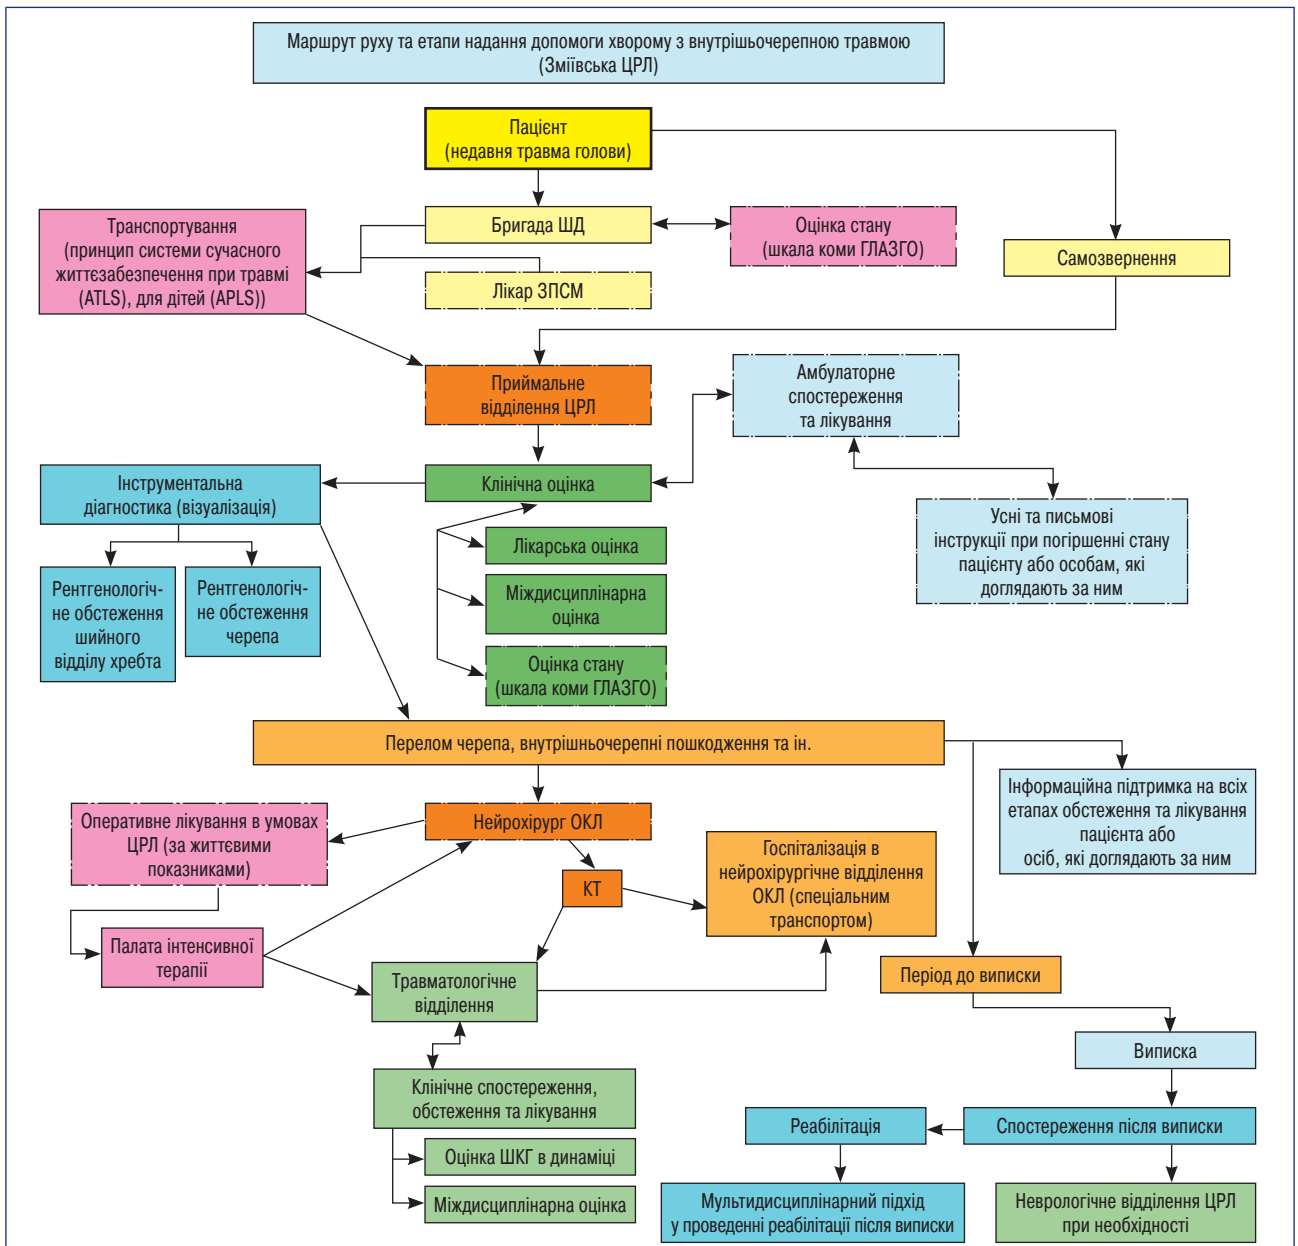 Маршрут руху та етапи надання допомоги хворому з внутрішьочерепною травмою
(Зміївська ЦРЛ)
Пацієнт
(недавня травма голови)
Транспортування
(принцип системи сучасного
життєзабезпечення при травмі
(ATLS), для дітей (APLS))
Бригада ШД
Оцінка стану
(шкала коми ГЛАЗГО)
Самозвернення
Лікар ЗПСМ
Приймальне
відділення ЦРЛ
Амбулаторне
спостереження
та лікування
Інструментальна
діагностика (візуалізація)
Клінічна оцінка
Усні та письмові
інструкції при погіршенні стану
пацієнту або особам, які
доглядають за ним
Лікарська оцінка
Рентгенологіч-
не обстеження
шийного
відділу хребта
Рентгенологіч-
не обстеження
черепа
Міждисциплінарна
оцінка
Оцінка стану
(шкала коми ГЛАЗГО)
Перелом черепа, внутрішньочерепні пошкодження та ін.
Інформаційна підтримка на всіх
етапах обстеження та лікування
пацієнта або
осіб, які доглядають за ним
Оперативне лікування в умовах
ЦРЛ (за життєвими
показниками)
Нейрохірург ОКЛ
Госпіталізація в
нейрохірургічне відділення
ОКЛ (спеціальним
транспортом)
КТ
Палата інтенсивної
терапії
Травматологічне
відділення
Період до виписки
Виписка
Клінічне спостереження,
обстеження та лікування
Реабілітація
Спостереження після виписки
Оцінка ШКГ в динаміці
Міждисциплінарна оцінка
Мультидисциплінарний підхід
у проведенні реабілітації після виписки
Неврологічне відділення ЦРЛ
при необхідності